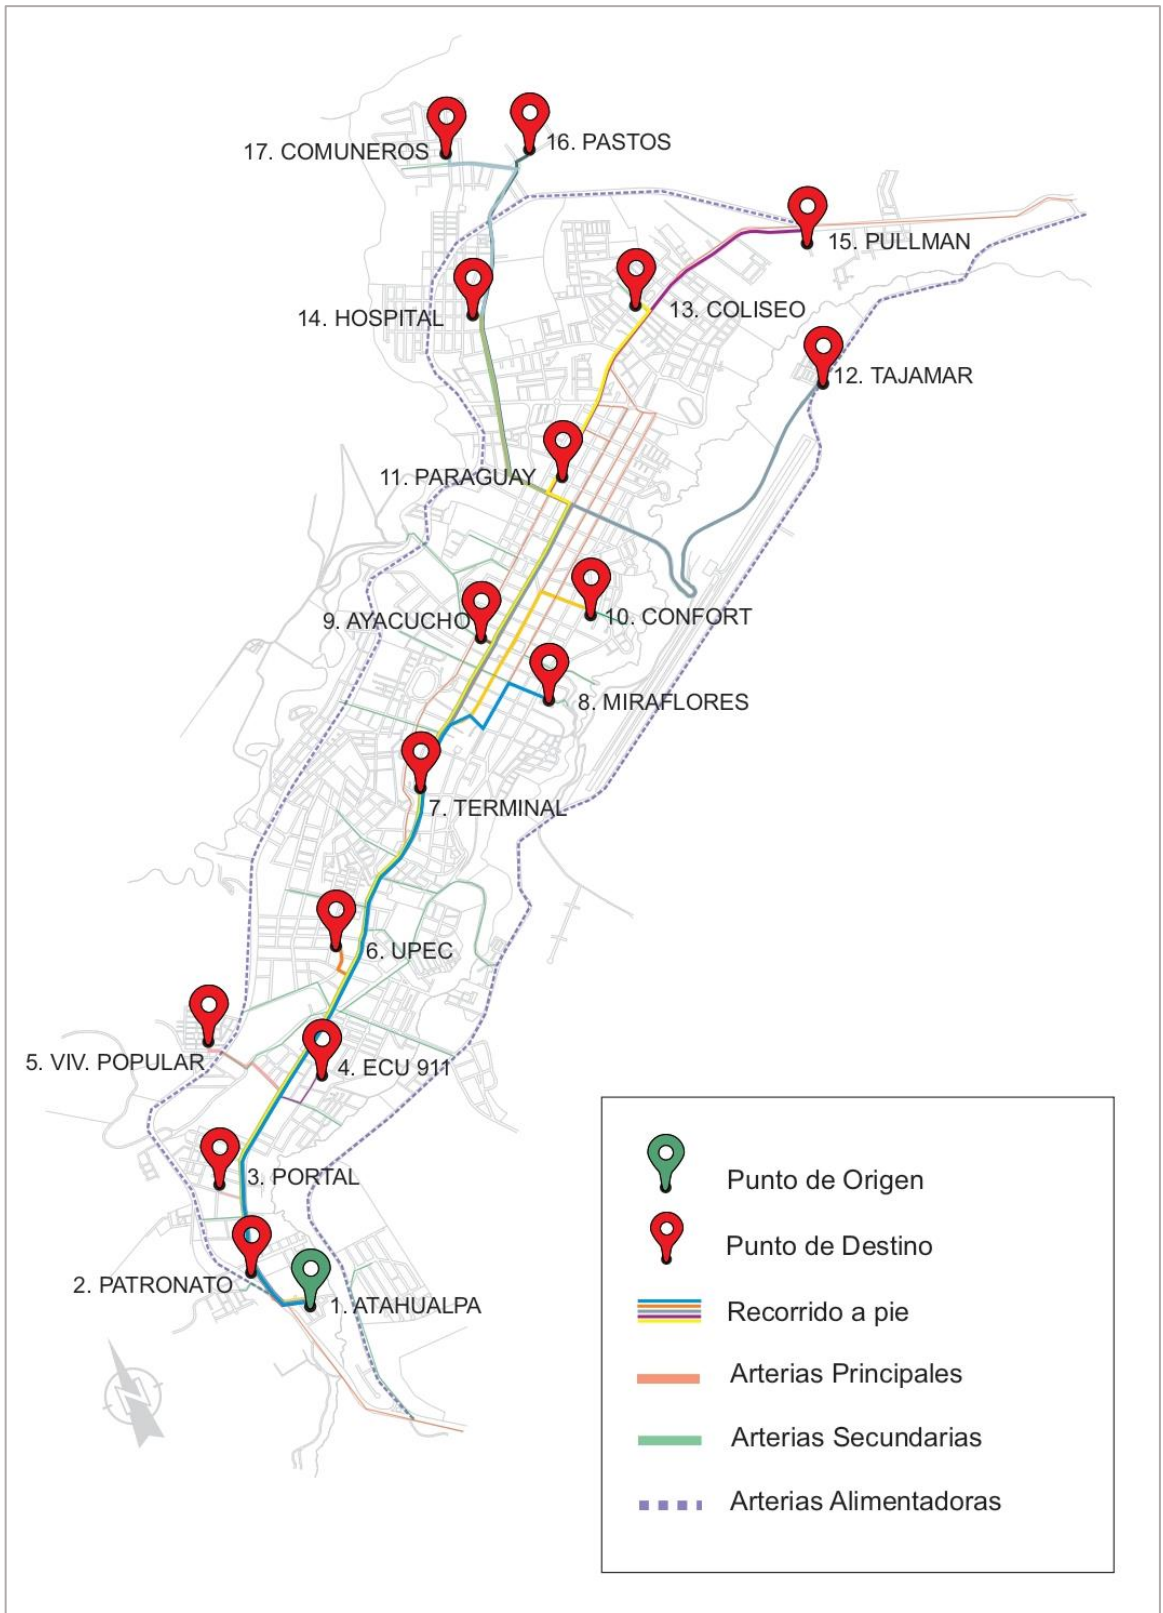 16. PASTOS
17. COMUNEROS
15. PULLMAN
13. COLISEO
14. HOSPITAL
12. TAJAMAR
11. PARAGUAY
10. CONFORT
9. AYACUCHO
8. MIRAFLORES
7. TERMINAL
6. UPEC
5. VIV. POPULAR
4. ECU 911
3. PORTAL
2. PATRONATO
1. ATAHUALPA
Punto de Origen
Punto de Destino
Recorrido a pie
Arterias Principales
Arterias Secundarias
Arterias Alimentadoras